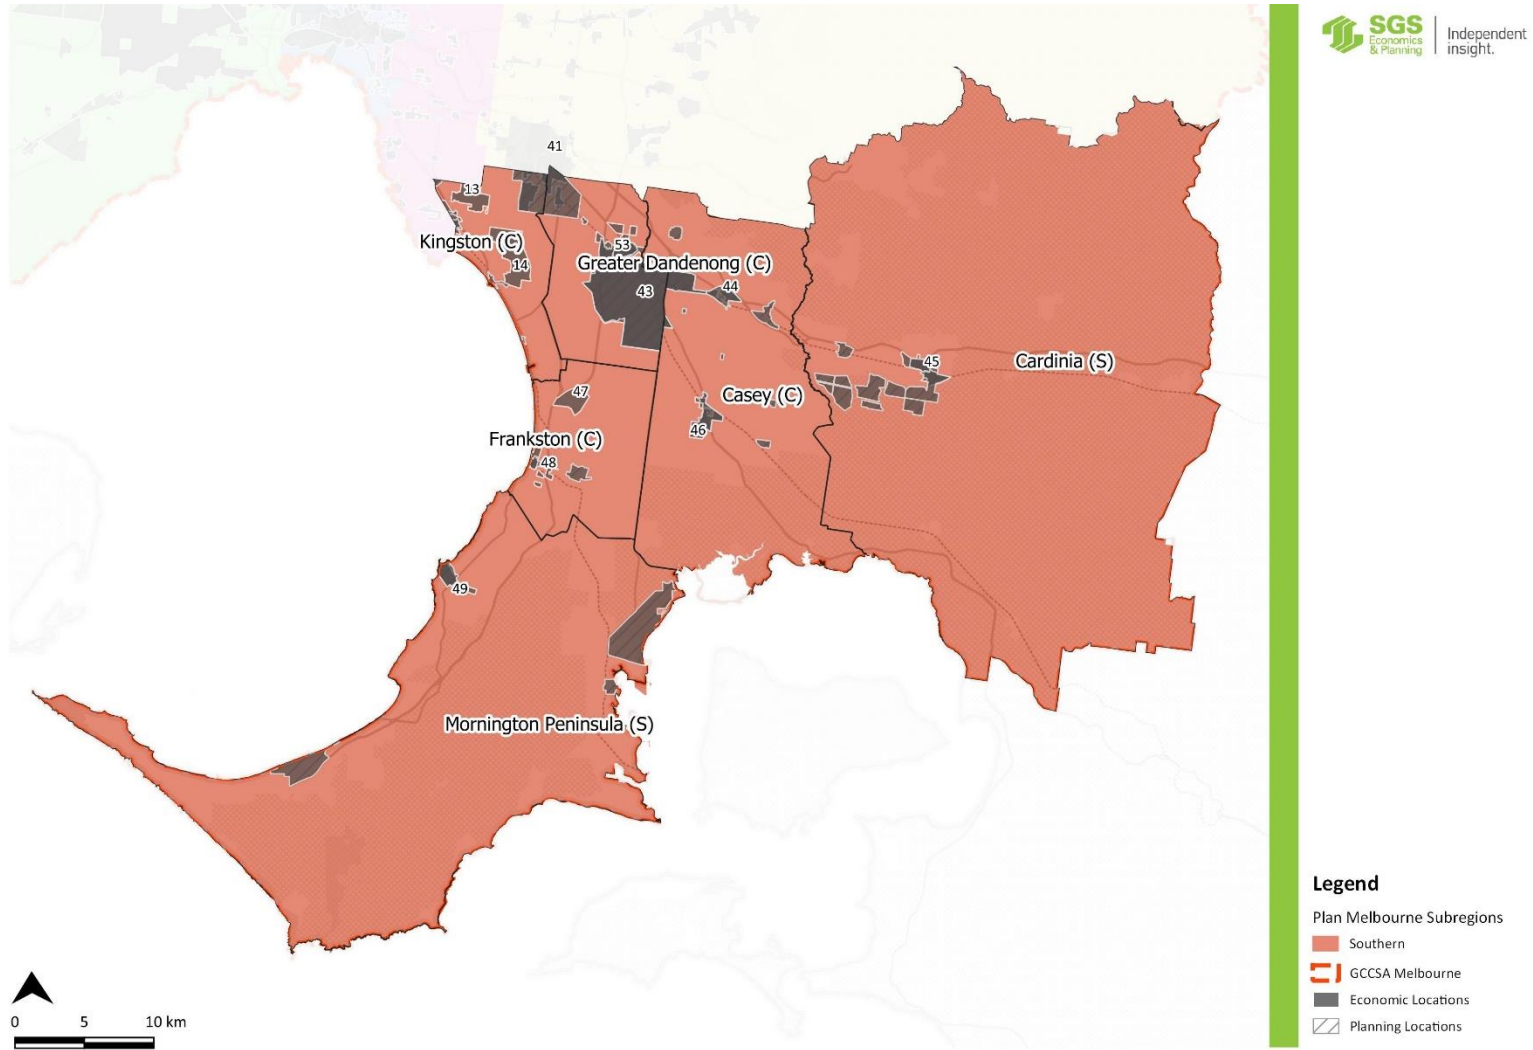 SGS
Economics
& Planning
Independent
insight.
41
13
Kingston (C)
14
53
Greater Dandenong (C)
43
44
45
Cardinia (S)
47
Casey (C)
46
Frankston (C)
48
49
Mornington Peninsula (S)
0 5 10 km
Legend
Plan Melbourne Subregions
Southern
GCCSA Melbourne
Economic Locations
Planning Locations